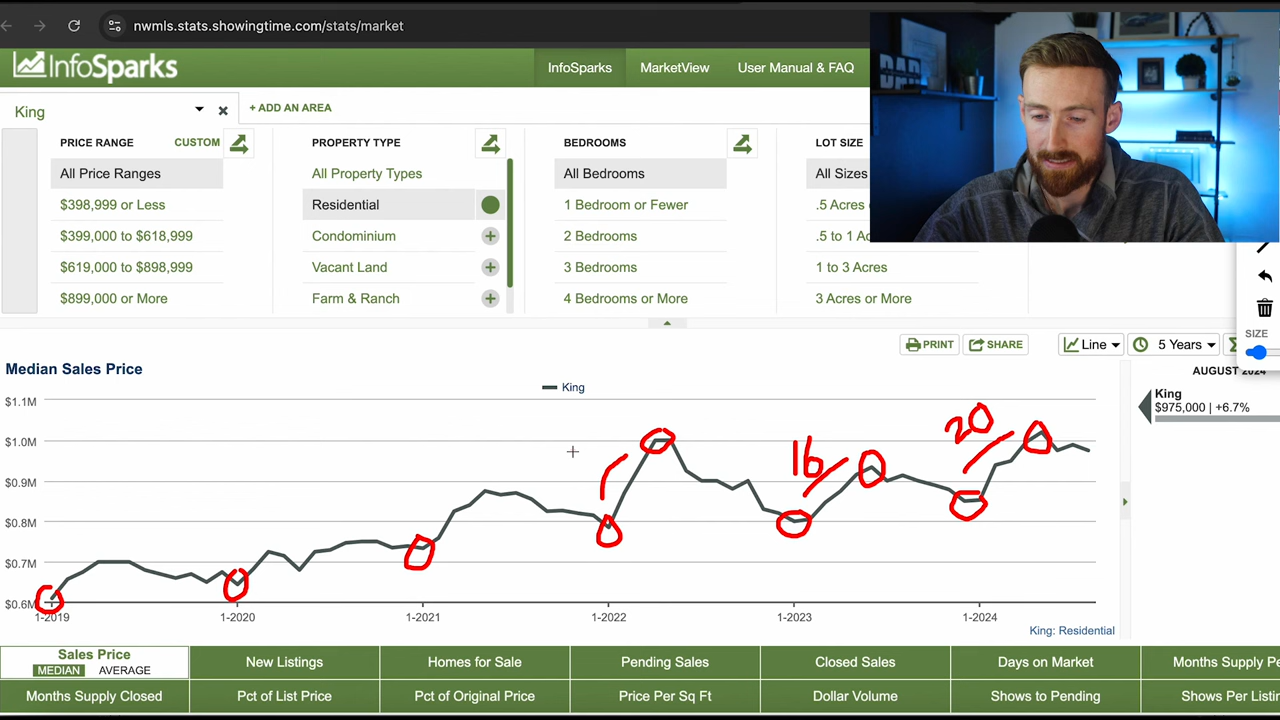 nwmls.stats.showingtime.com/stats/market
InfoSparks
InfoSparks MarketView User Manual & FAQ
King + ADD AN AREA
PRICE RANGE CUSTOM
All Price Ranges
$398,999 or Less
$399,000 to $618,999
$619,000 to $898,999
$899,000 or More
PROPERTY TYPE
All Property Types
Residential
Condominium
Vacant Land
Farm & Ranch
BEDROOMS
All Bedrooms
1 Bedroom or Fewer
2 Bedrooms
3 Bedrooms
4 Bedrooms or More
LOT SIZE
All Sizes
.5 Acres
.5 to 1 A
1 to 3 Acres
3 Acres or More
DAD
SIZE
PRINT SHARE Line 5 Years
Median Sales Price
King
AUGUST 2024
King
$975,000 | +6.7%
$1.1M
$1.0M
$0.9M
$0.8M
$0.7M
$0.6M
16
20
1-2019 1-2020 1-2021 1-2022 1-2023 1-2024
King: Residential
Sales Price
MEDIAN AVERAGE
New Listings Homes for Sale Pending Sales Closed Sales Days on Market Months Supply Pe
Months Supply Closed Pct of List Price Pct of Original Price Price Per Sq Ft Dollar Volume Shows to Pending Shows Per Listin